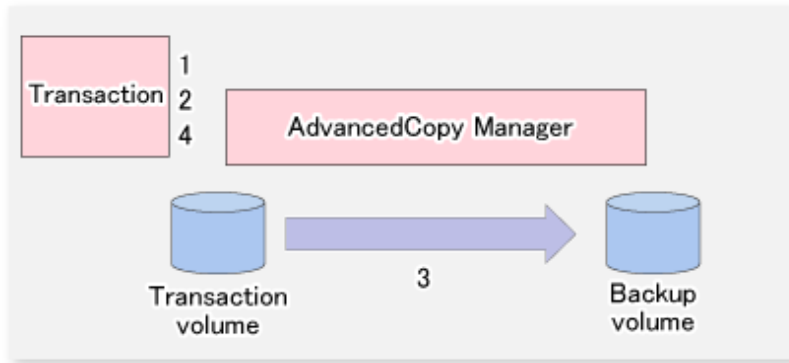 1
Transaction 2
4
AdvancedCopy Manager
3
Transaction
volume
Backup
volume